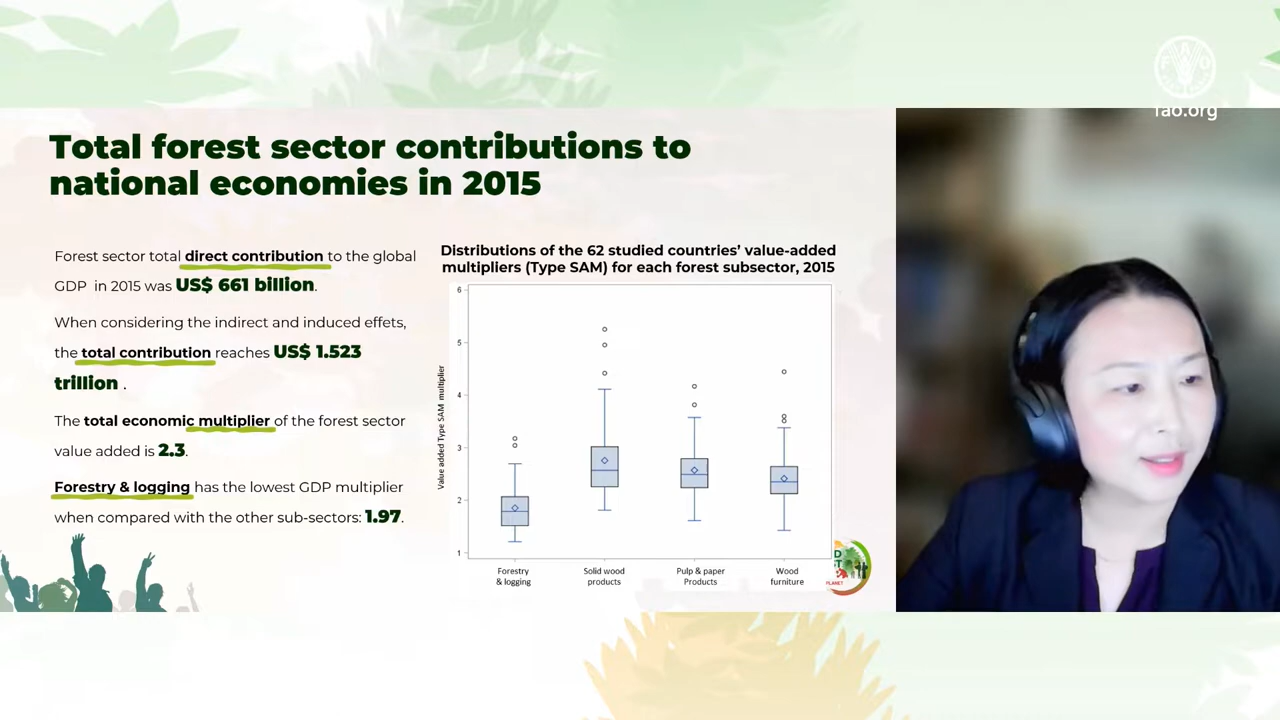 FAO
fao.org
Total forest sector contributions to
national economies in 2015
Forest sector total direct contribution to the global
GDP in 2015 was US$ 661 billion.
When considering the indirect and induced effets,
the total contribution reaches US$ 1.523
trillion .
The total economic multiplier of the forest sector
value added is 2.3.
Forestry & logging has the lowest GDP multiplier
when compared with the other sub-sectors: 1.97.
Distributions of the 62 studied countries’ value-added
multipliers (Type SAM) for each forest subsector, 2015
Value added Type SAM multiplier
6
5
4
3
2
1
Forestry
& logging
Solid wood
products
Pulp & paper
Products
Wood
furniture
PLANET